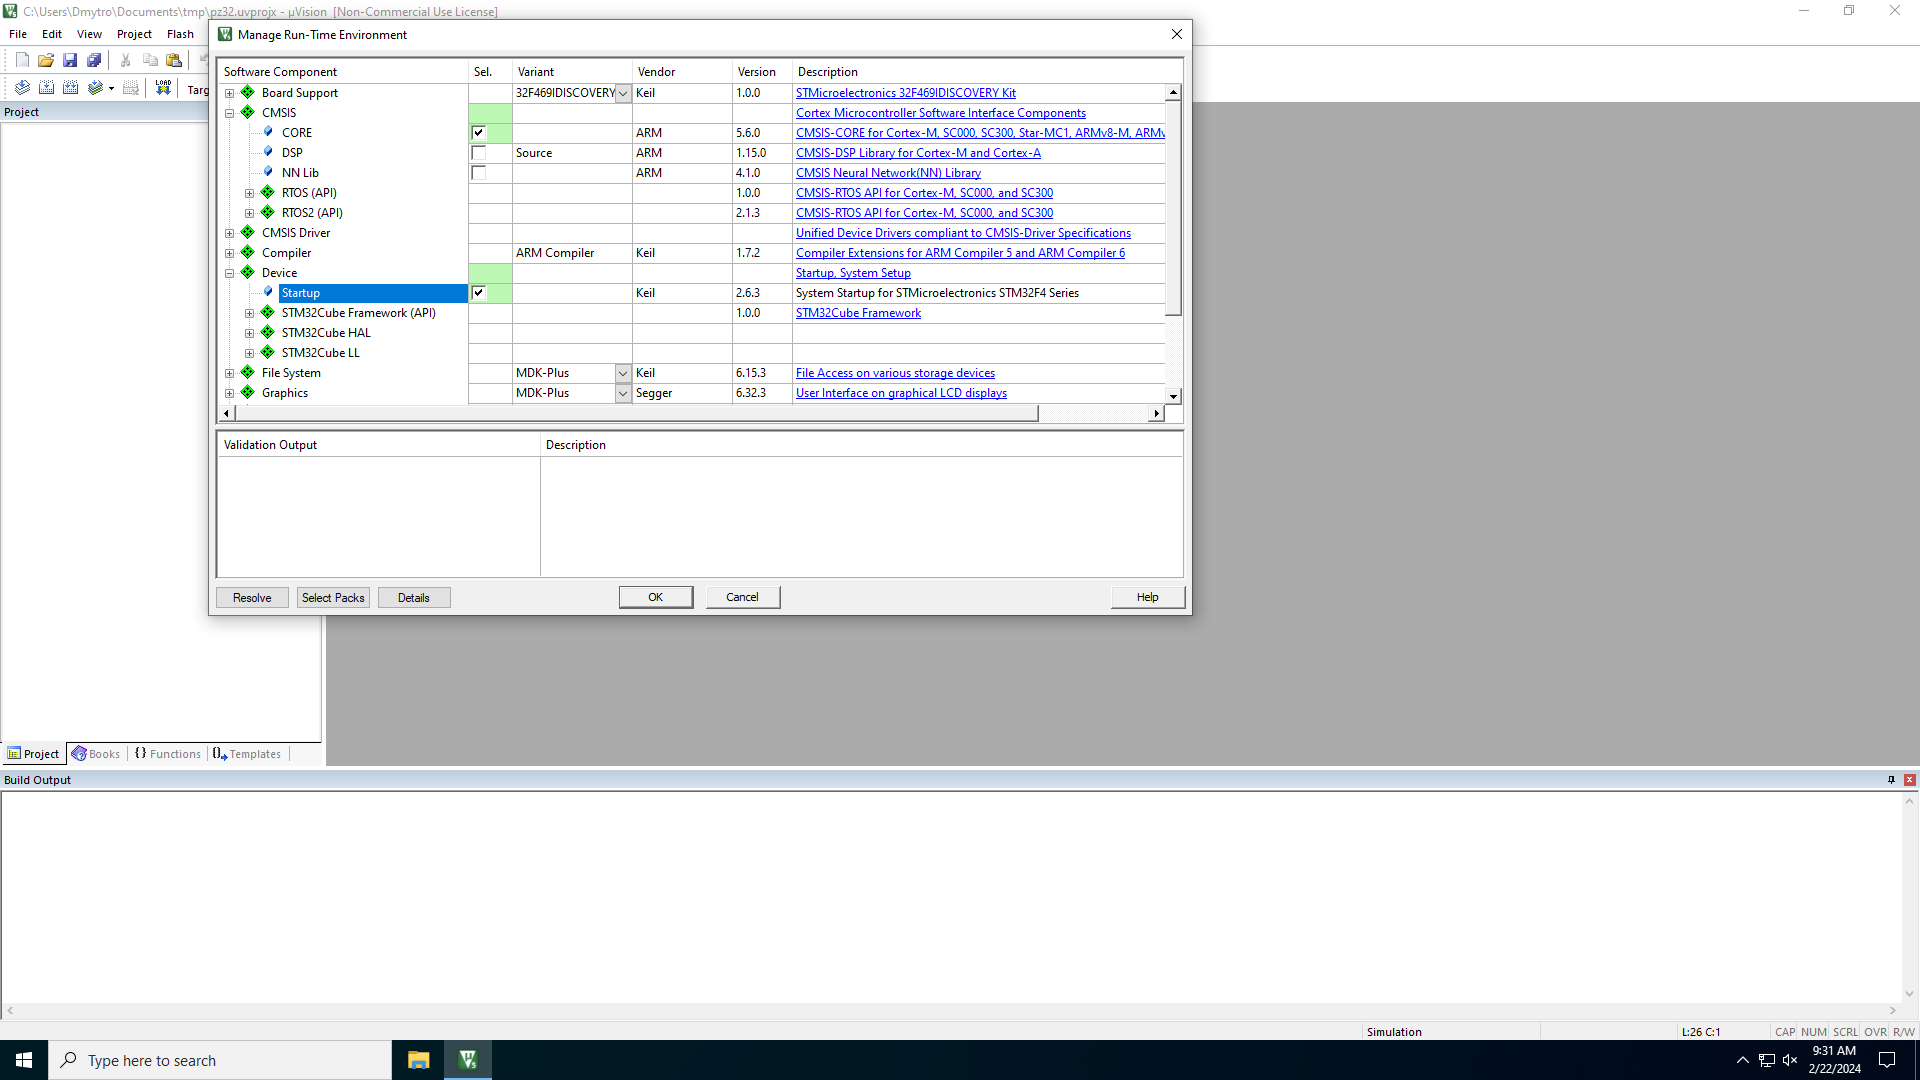 C:\Users\Dmytro\Documents\tmp\pz32.uvprojx - µVision  [Non-Commercial Use License]
File Edit View Project Flash
Manage Run-Time Environment
LOAD
Project
Software Component Sel. Variant Vendor Version Description
Board Support 32F469IDISCOVERY Keil 1.0.0 STMicroelectronics 32F469IDISCOVERY Kit
CMSIS Cortex Microcontroller Software Interface Components
CORE ARM 5.6.0 CMSIS-CORE for Cortex-M, SC000, SC300, Star-MC1, ARMv8-M, ARMv
DSP Source ARM 1.15.0 CMSIS-DSP Library for Cortex-M and Cortex-A
NN Lib ARM 4.1.0 CMSIS Neural Network(NN) Library
RTOS (API) 1.0.0 CMSIS-RTOS API for Cortex-M, SC000, and SC300
RTOS2 (API) 2.1.3 CMSIS-RTOS API for Cortex-M, SC000, and SC300
CMSIS Driver Unified Device Drivers compliant to CMSIS-Driver Specifications
Compiler ARM Compiler Keil 1.7.2 Compiler Extensions for ARM Compiler 5 and ARM Compiler 6
Device Startup, System Setup
Startup Keil 2.6.3 System Startup for STMicroelectronics STM32F4 Series
STM32Cube Framework (API) 1.0.0 STM32Cube Framework
STM32Cube HAL
STM32Cube LL
File System MDK-Plus Keil 6.15.3 File Access on various storage devices
Graphics MDK-Plus Segger 6.32.3 User Interface on graphical LCD displays
Validation Output Description
Resolve Select Packs Details OK Cancel Help
Project Books {} Functions Templates
Build Output
Simulation L:26 C:1 CAP NUM SCRL OVR R/W
Type here to search
9:31 AM
2/22/2024